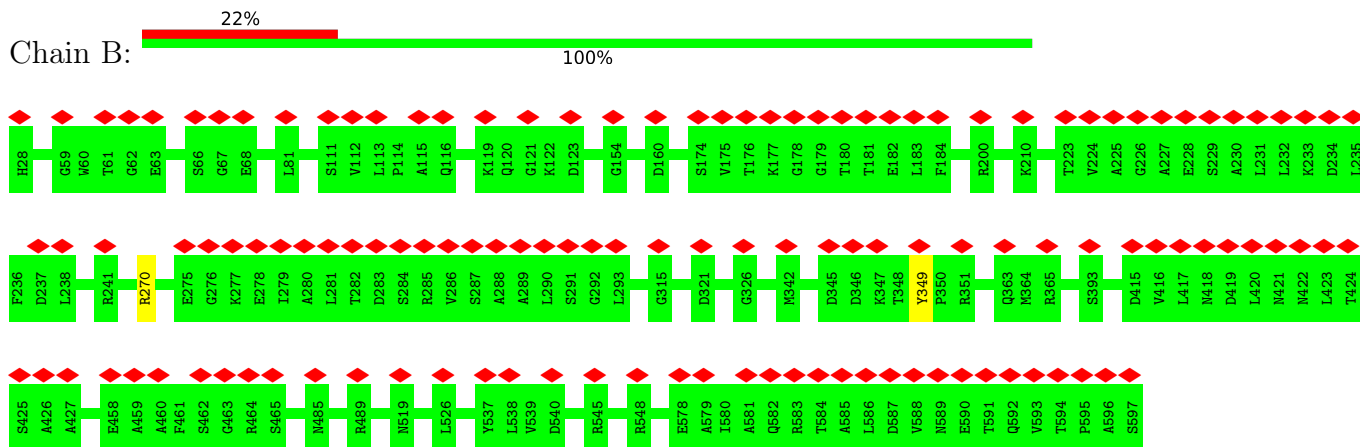 22%
Chain B:
100%
H28 G59 W60 T61 G62 E63 S66 G67 E68 L81 S111 V112 L113 P114 A115 Q116 K119 Q120 G121 K122 D123 G154 D160 S174 V175 T176 K177 G178 G179 T180 T181 E182 L183 F184 R200 K210 T223 V224 A225 G226 A227 E228 S229 A230 L231 L232 K233 D234 L235
F236 D237 L238 R241 R270 E275 G276 K277 E278 I279 A280 L281 T282 D283 S284 R285 V286 S287 A288 A289 L290 S291 G292 L293 G315 D321 G326 M342 D345 D346 K347 T348 Y349 P350 R351 Q363 M364 R365 S393 D415 V416 L417 N418 D419 L420 N421 N422 L423 T424
S425 A426 A427 E458 A459 A460 F461 S462 G463 R464 S465 N485 R489 N519 L526 Y537 L538 V539 D540 R545 R548 E578 A579 I580 A581 Q582 R583 T584 A585 L586 D587 V588 N589 E590 T591 Q592 V593 T594 P595 A596 S597